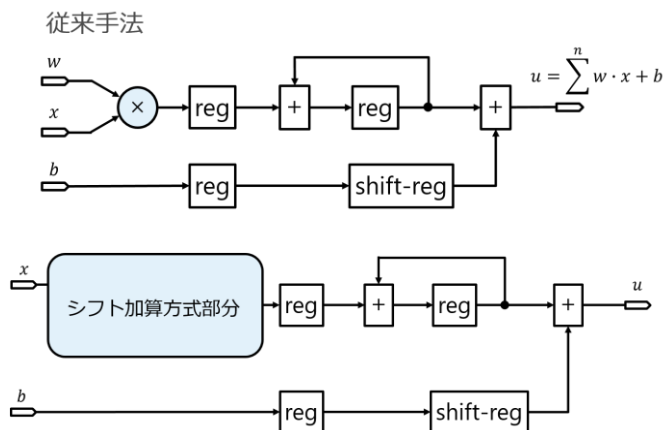 従来手法
w
x
b
×
reg
+
reg
+
u = ∑ⁿ w · x + b
reg
shift-reg
x
シフト加算方式部分
reg
+
reg
+
u
b
reg
shift-reg